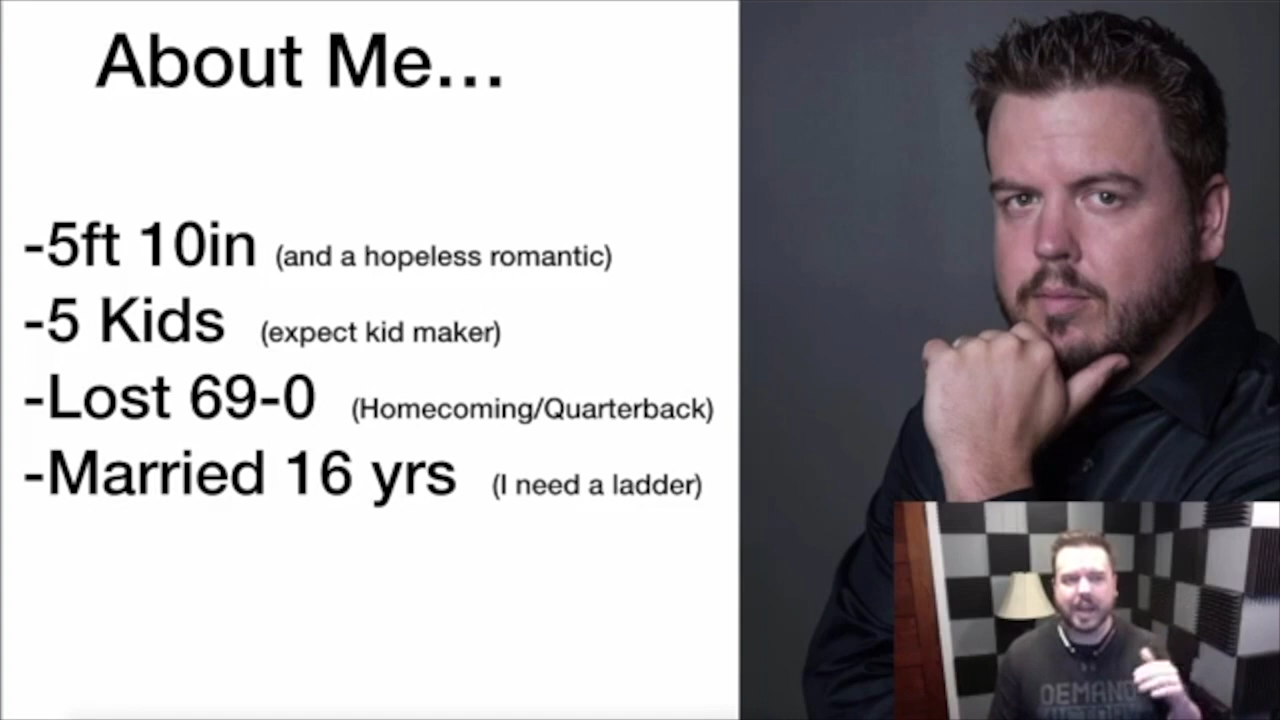 About Me...
-5ft 10in (and a hopeless romantic)
-5 Kids (expect kid maker)
-Lost 69-0 (Homecoming/Quarterback)
-Married 16 yrs (I need a ladder)
DEMAND